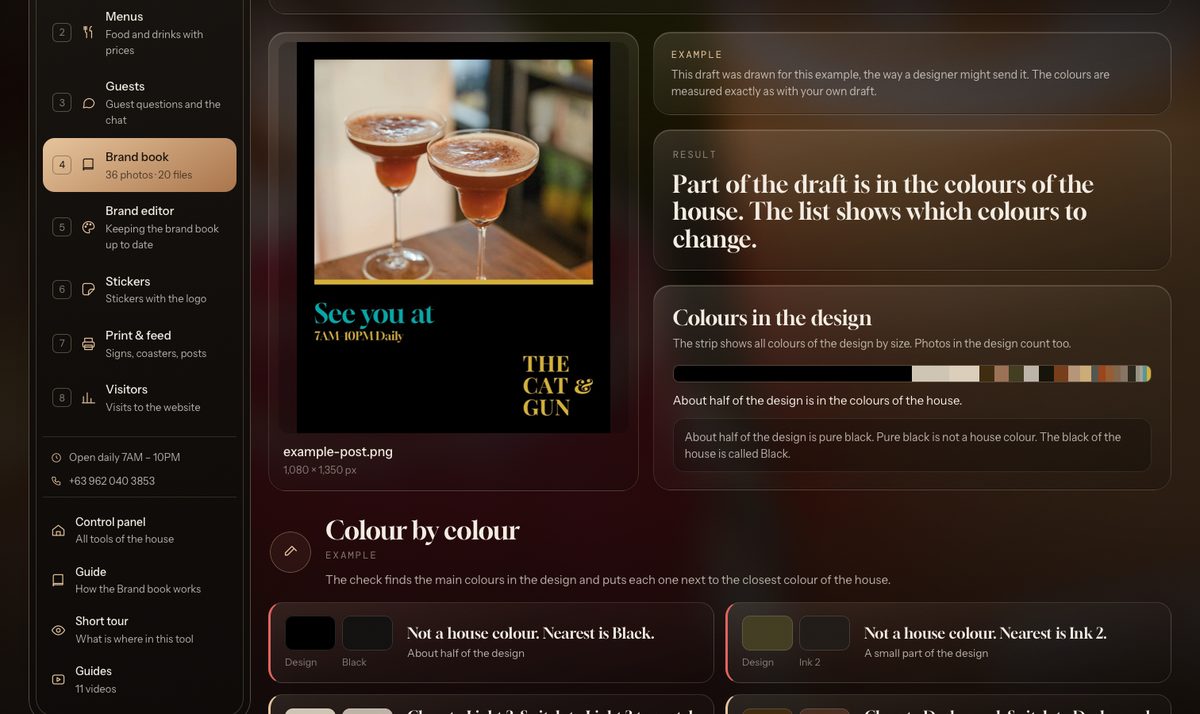 2
Menus
Food and drinks with
prices
3
Guests
Guest questions and the
chat
4
Brand book
36 photos · 20 files
5
Brand editor
Keeping the brand book
up to date
6
Stickers
Stickers with the logo
7
Print & feed
Signs, coasters, posts
8
Visitors
Visits to the website
Open daily 7AM – 10PM
+63 962 040 3853
Control panel
All tools of the house
Guide
How the Brand book works
Short tour
What is where in this tool
Guides
11 videos
See you at
7AM-10PM Daily
THE
CAT &
GUN
example-post.png
1,080 × 1,350 px
EXAMPLE
This draft was drawn for this example, the way a designer might send it. The colours are
measured exactly as with your own draft.
RESULT
Part of the draft is in the colours of the
house. The list shows which colours to
change.
Colours in the design
The strip shows all colours of the design by size. Photos in the design count too.
About half of the design is in the colours of the house.
About half of the design is pure black. Pure black is not a house colour. The black of the
house is called Black.
Colour by colour
EXAMPLE
The check finds the main colours in the design and puts each one next to the closest colour of the house.
Design
Black
Not a house colour. Nearest is Black.
About half of the design
Design
Ink 2
Not a house colour. Nearest is Ink 2.
A small part of the design